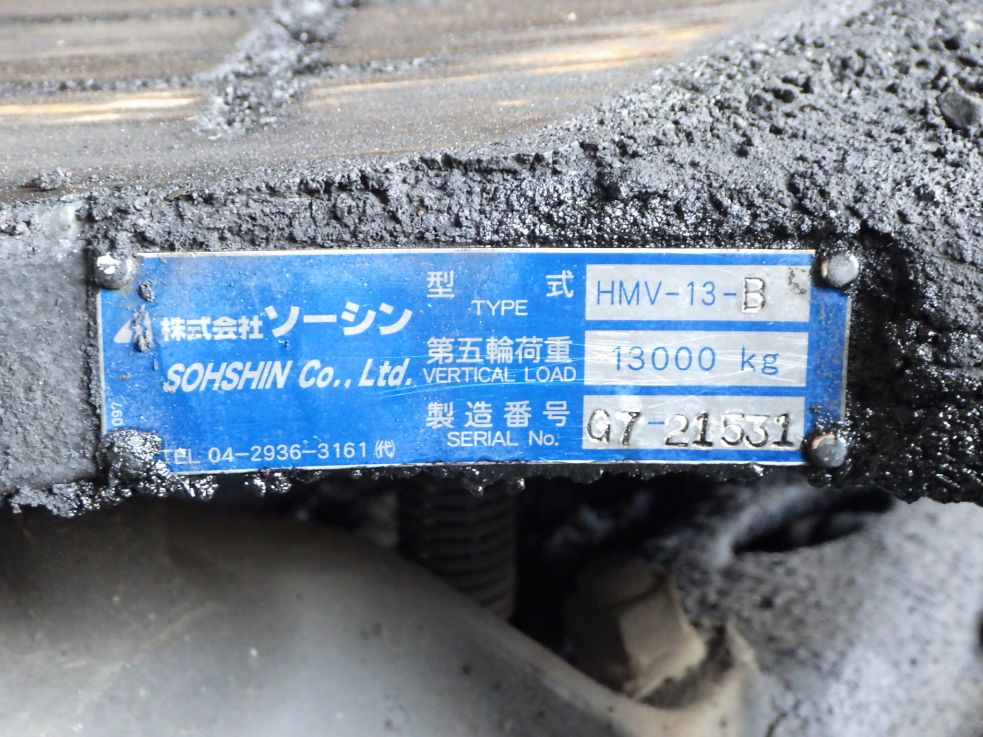 株式会社ソーシン
SOHSHIN Co., Ltd.
TEL 04-2936-3161 ㈹
097
型 式 HMV-13-B
TYPE
第五輪荷重 13000 kg
VERTICAL LOAD
製造番号 G7-21531
SERIAL No.